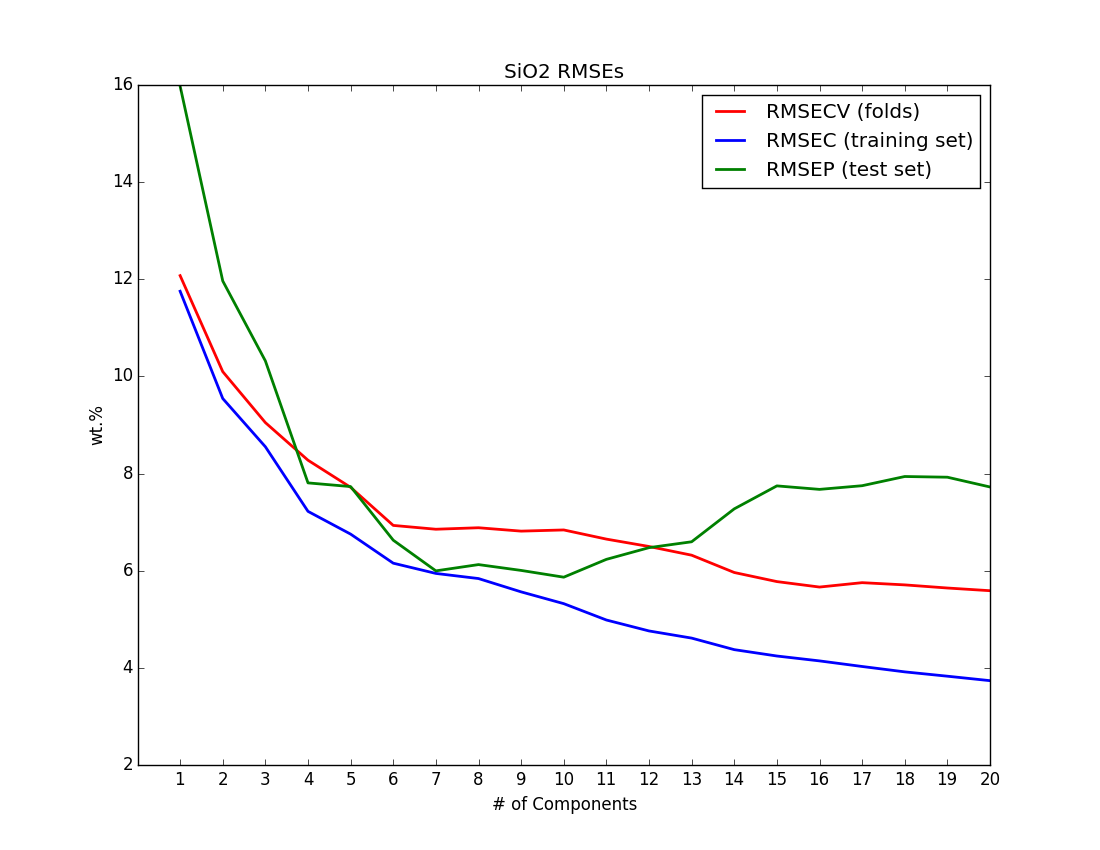 SiO2 RMSEs
RMSECV (folds)
RMSEC (training set)
RMSEP (test set)
16
14
12
10
8
6
4
2
wt.%
1 2 3 4 5 6 7 8 9 10 11 12 13 14 15 16 17 18 19 20
# of Components